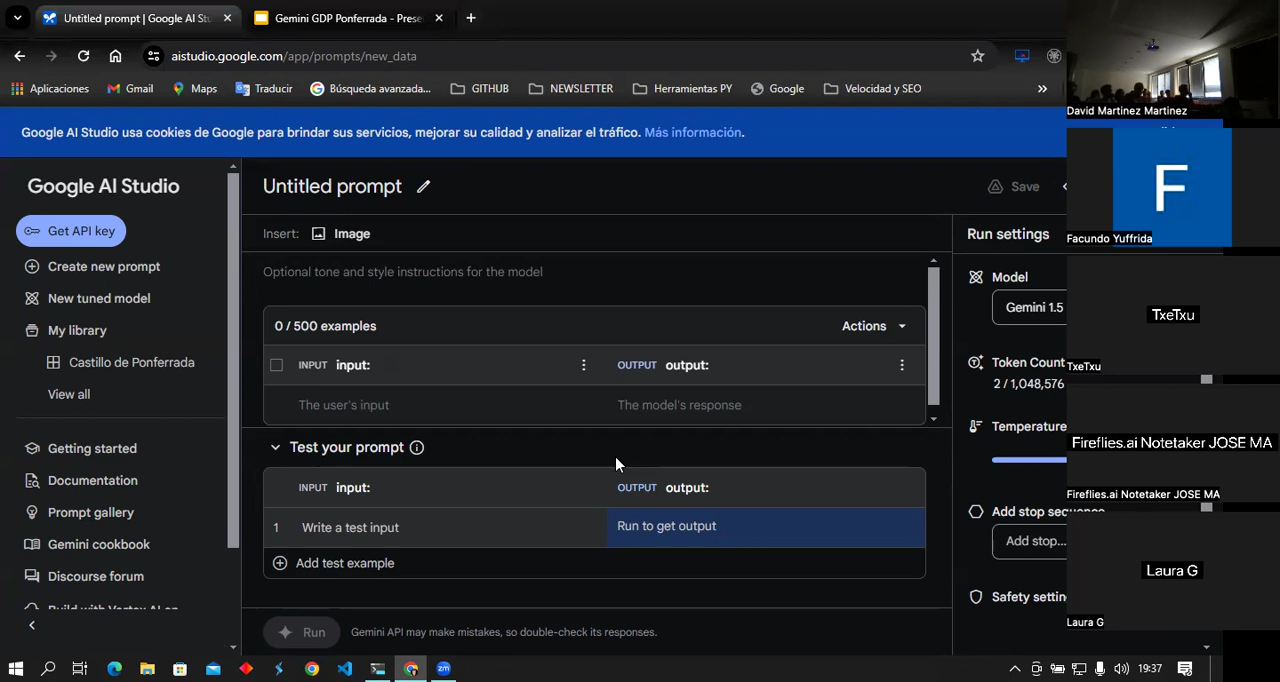 Untitled prompt | Google AI Stu
Gemini GDP Ponferrada - Prese
aistudio.google.com/app/prompts/new_data
Aplicaciones
Gmail
Maps
Traducir
Búsqueda avanzada...
GITHUB
NEWSLETTER
Herramientas PY
Google
Velocidad y SEO
David Martinez Martinez
Google AI Studio usa cookies de Google para brindar sus servicios, mejorar su calidad y analizar el tráfico. Más información.
Google AI Studio
Get API key
Create new prompt
New tuned model
My library
Castillo de Ponferrada
View all
Getting started
Documentation
Prompt gallery
Gemini cookbook
Discourse forum
Build with Vertex AI on
Untitled prompt
Save
Insert: Image
Optional tone and style instructions for the model
0 / 500 examples
Actions
INPUT input:
OUTPUT output:
The user's input
The model's response
Test your prompt
INPUT input:
OUTPUT output:
1 Write a test input
Run to get output
Add test example
Run
Gemini API may make mistakes, so double-check its responses.
Run settings
Model
Gemini 1.5
Token Count
2 / 1,048,576
Temperature
Add stop sequence
Add stop...
Safety settin
F
Facundo Yuffrida
TxeTxu
TxeTxu
Fireflies.ai Notetaker JOSE MA
Fireflies.ai Notetaker JOSE MA
Laura G
Laura G
zm
19:37